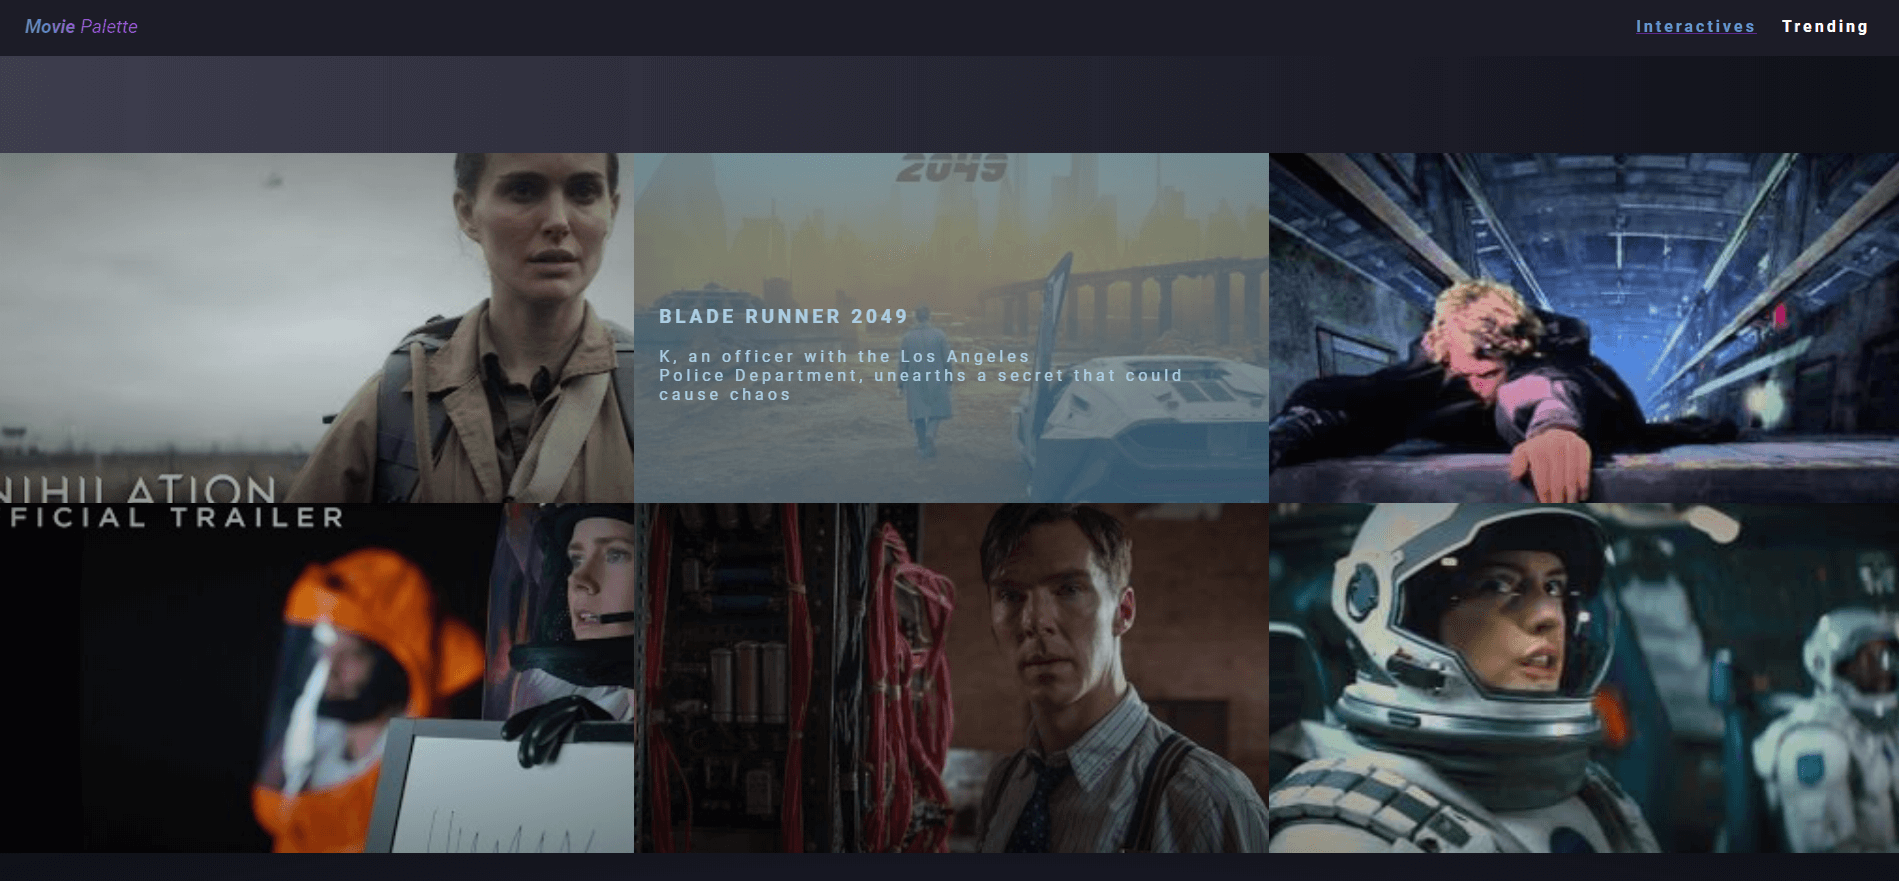 Movie Palette
Interactives
Trending
2049
BLADE RUNNER 2049
K, an officer with the Los Angeles
Police Department, unearths a secret that could
cause chaos
NIHILATION
FICIAL TRAILER